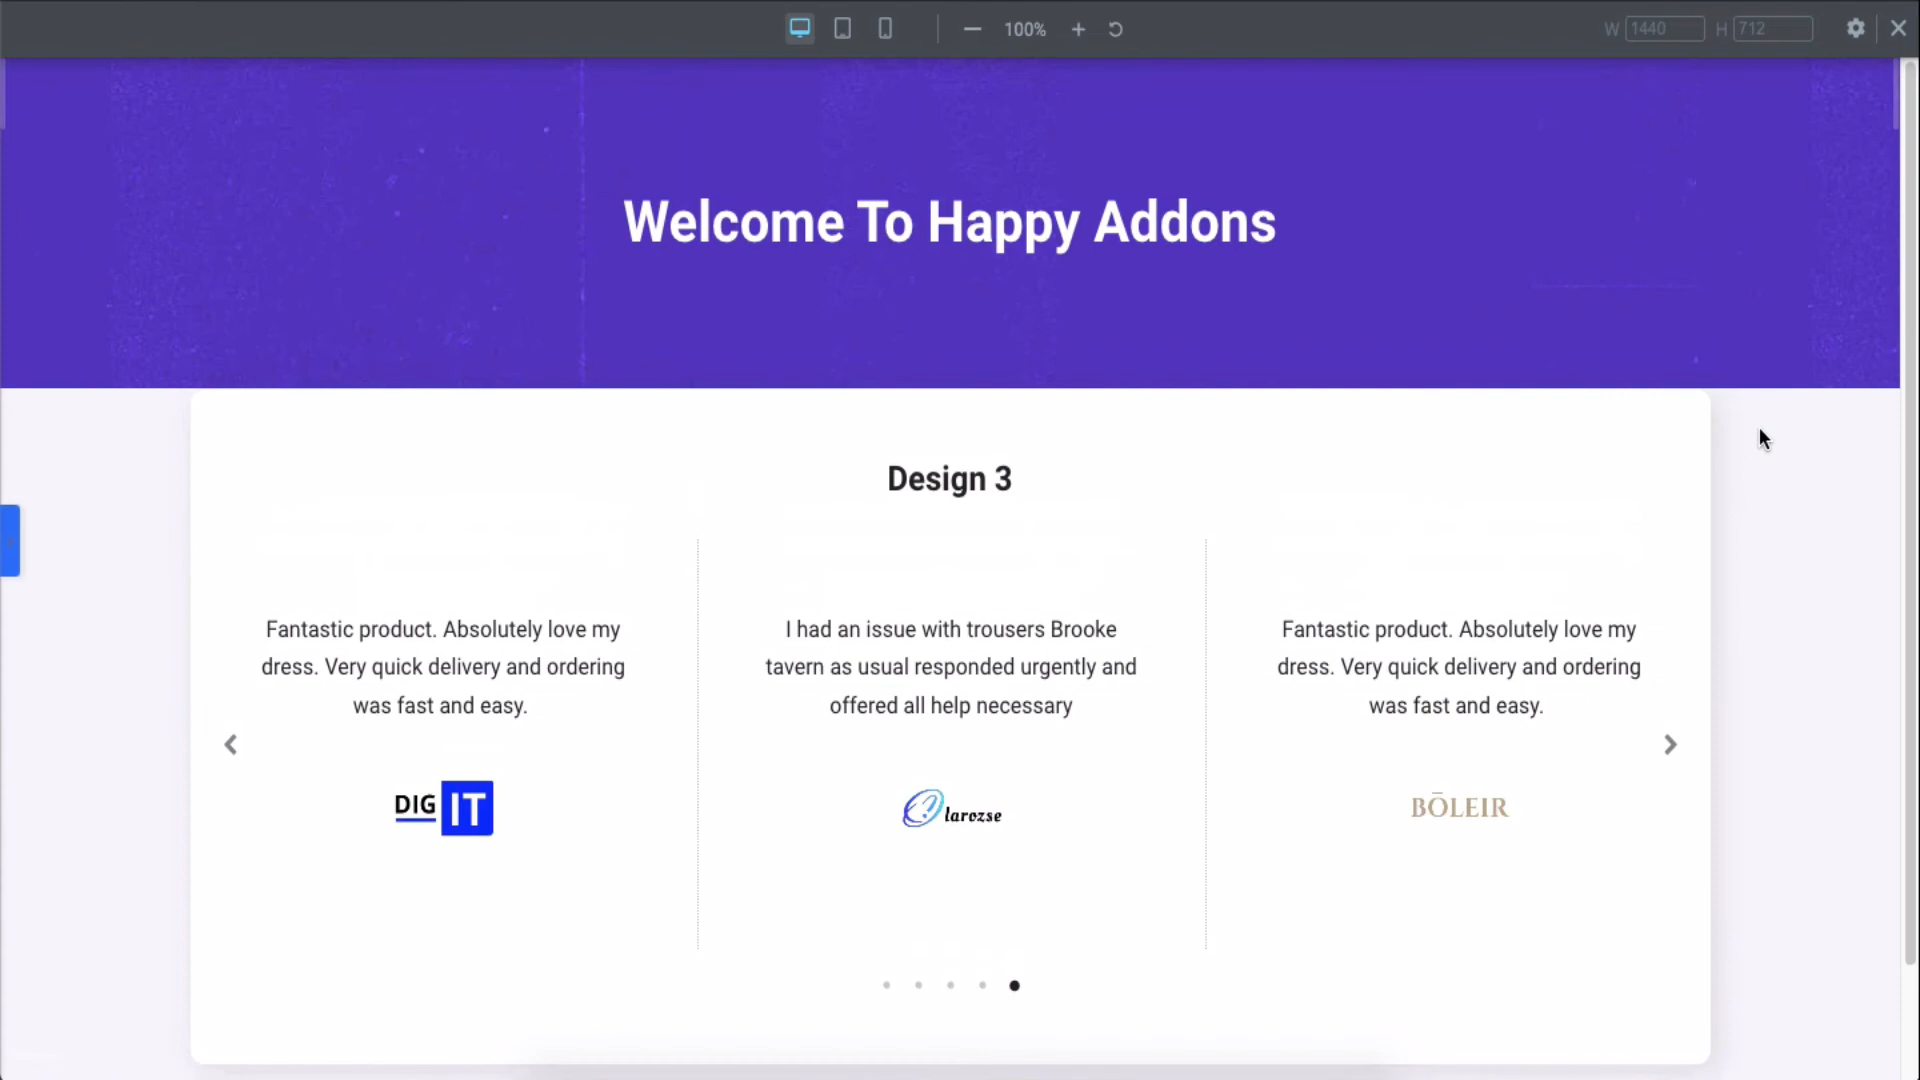 100%
W 1440 H 712
Welcome To Happy Addons
Design 3
Fantastic product. Absolutely love my
dress. Very quick delivery and ordering
was fast and easy.
DIG IT
I had an issue with trousers Brooke
tavern as usual responded urgently and
offered all help necessary
larozse
Fantastic product. Absolutely love my
dress. Very quick delivery and ordering
was fast and easy.
BŌLEIR